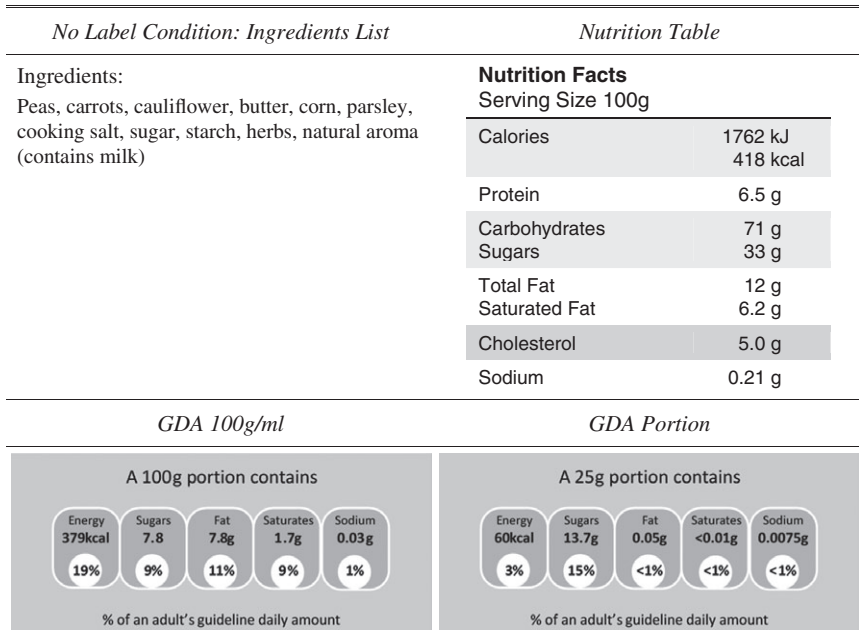 No Label Condition: Ingredients List
Nutrition Table
Ingredients:
Peas, carrots, cauliflower, butter, corn, parsley,
cooking salt, sugar, starch, herbs, natural aroma
(contains milk)
Nutrition Facts
Serving Size 100g
Calories 1762 kJ
418 kcal
Protein 6.5 g
Carbohydrates 71 g
Sugars 33 g
Total Fat 12 g
Saturated Fat 6.2 g
Cholesterol 5.0 g
Sodium 0.21 g
GDA 100g/ml
GDA Portion
A 100g portion contains
Energy Sugars Fat Saturates Sodium
379kcal 7.8 7.8g 1.7g 0.03g
19% 9% 11% 9% 1%
% of an adult's guideline daily amount
A 25g portion contains
Energy Sugars Fat Saturates Sodium
60kcal 13.7g 0.05g <0.01g 0.0075g
3% 15% <1% <1% <1%
% of an adult's guideline daily amount